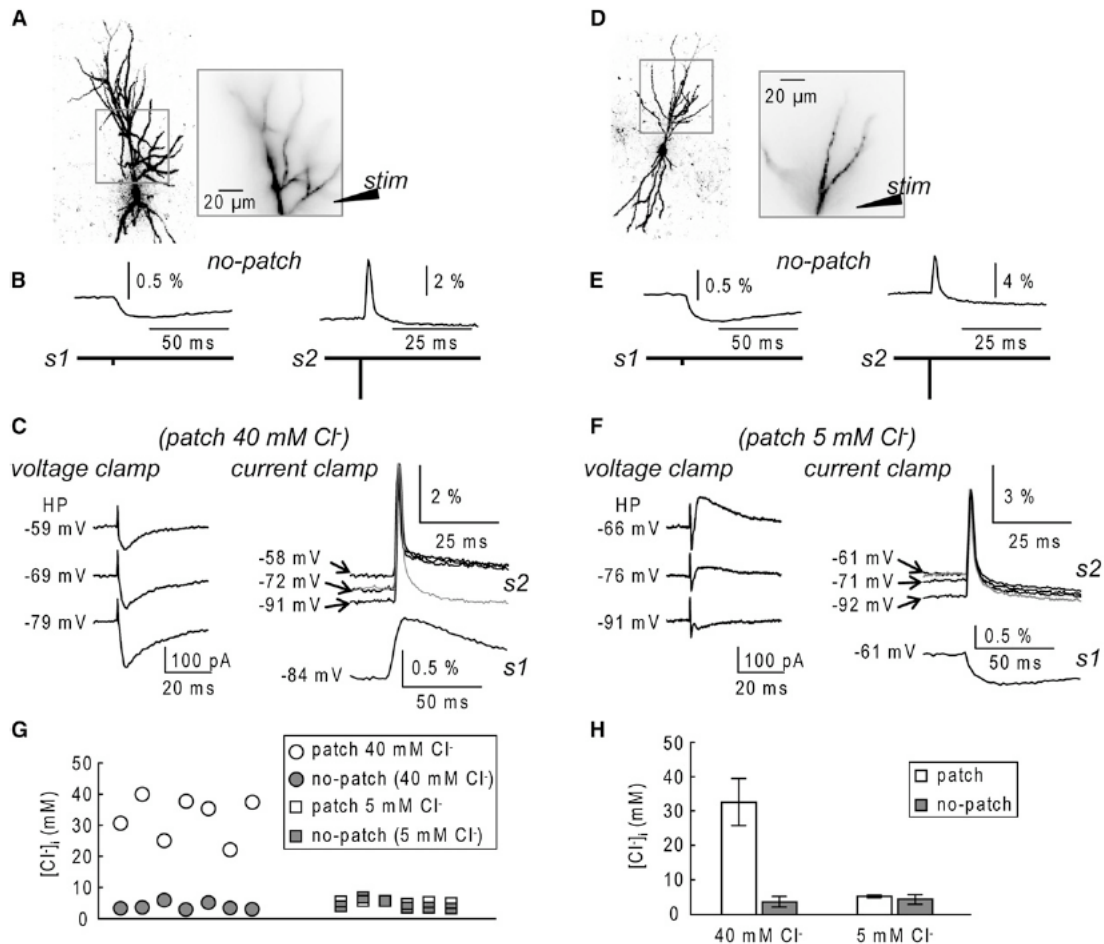 A
stim
20 µm
D
20 µm
stim
no-patch
B
0.5 %
2 %
50 ms
25 ms
s1
s2
no-patch
E
0.5 %
4 %
50 ms
25 ms
s1
s2
C
(patch 40 mM Cl-)
voltage clamp
current clamp
HP
-59 mV
-69 mV
-79 mV
100 pA
20 ms
2 %
25 ms
-58 mV
-72 mV
-91 mV
s2
-84 mV
0.5 %
50 ms
s1
F
(patch 5 mM Cl-)
voltage clamp
current clamp
HP
-66 mV
-76 mV
-91 mV
100 pA
20 ms
3 %
25 ms
-61 mV
-71 mV
-92 mV
s2
-61 mV
0.5 %
50 ms
s1
G
[Cl-]i (mM)
50
40
30
20
10
0
patch 40 mM Cl-
no-patch (40 mM Cl-)
patch 5 mM Cl-
no-patch (5 mM Cl-)
H
[Cl-]i (mM)
50
40
30
20
10
0
patch
no-patch
40 mM Cl-
5 mM Cl-